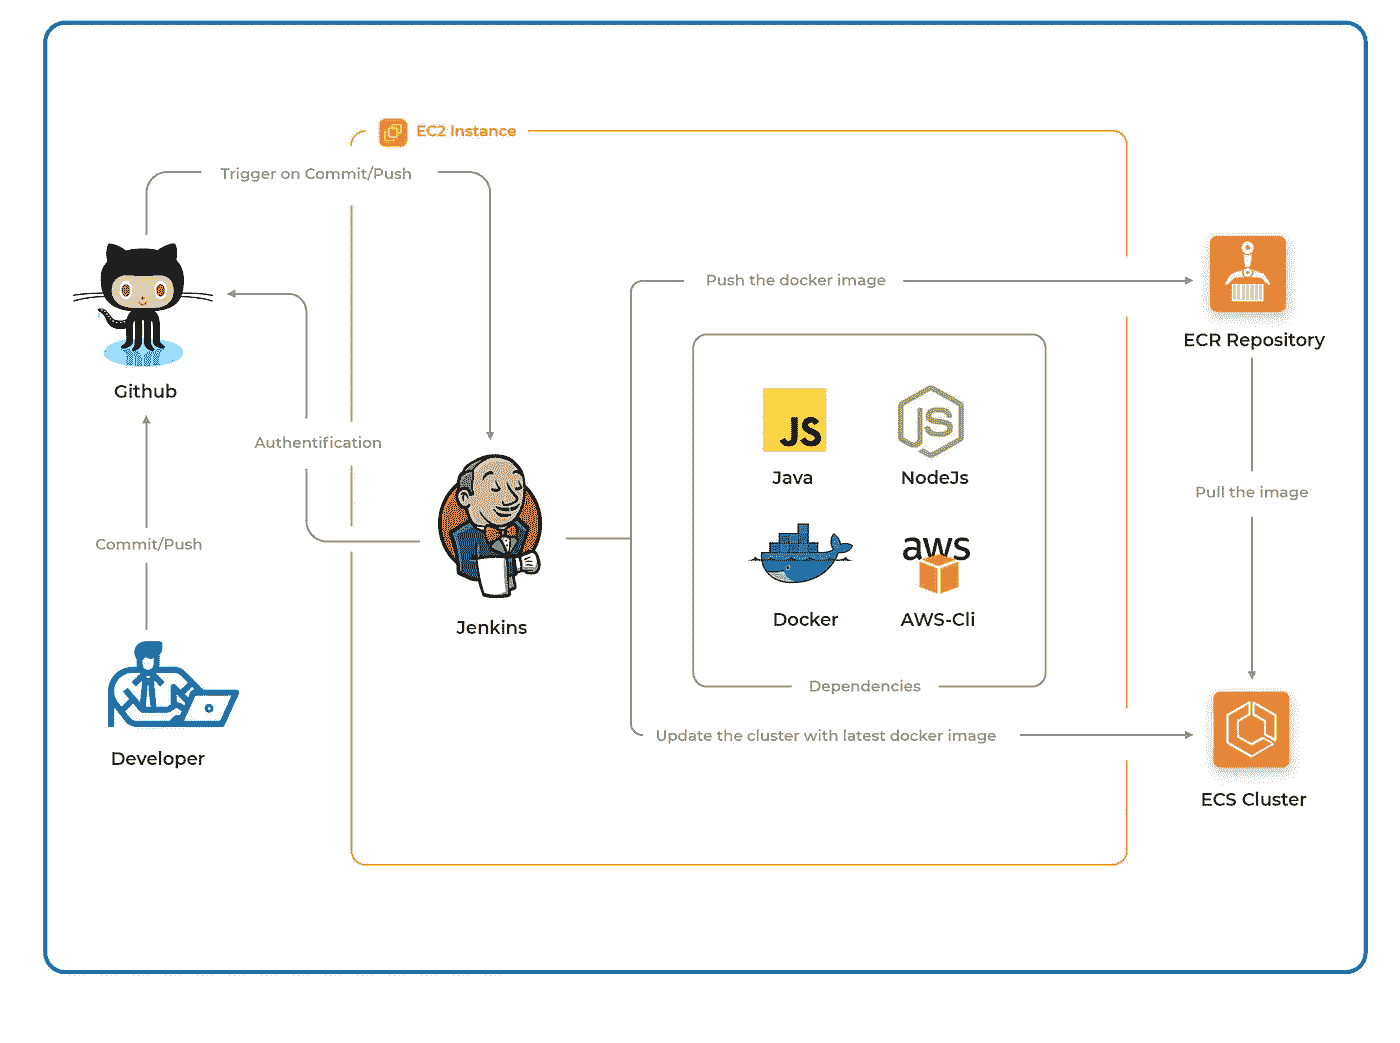 EC2 Instance
Trigger on Commit/Push
Push the docker image
ECR Repository
Github
JS
JS
Java
NodeJs
Authentification
Pull the image
Commit/Push
aws
Docker
AWS-Cli
Jenkins
Dependencies
Update the cluster with latest docker image
Developer
ECS Cluster